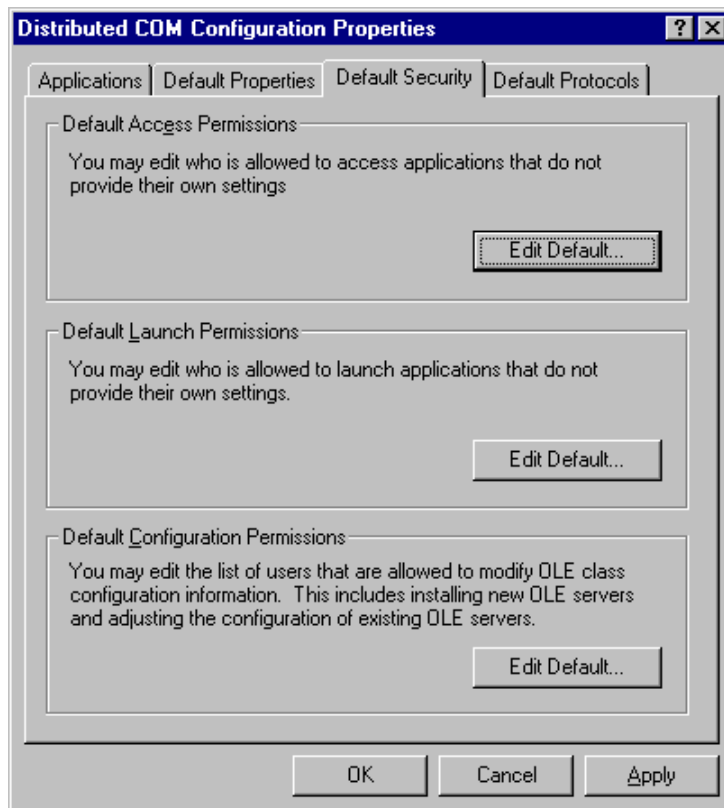 Distributed COM Configuration Properties
Applications
Default Properties
Default Security
Default Protocols
Default Access Permissions
You may edit who is allowed to access applications that do not
provide their own settings
Edit Default...
Default Launch Permissions
You may edit who is allowed to launch applications that do not
provide their own settings.
Edit Default...
Default Configuration Permissions
You may edit the list of users that are allowed to modify OLE class
configuration information.  This includes installing new OLE servers
and adjusting the configuration of existing OLE servers.
Edit Default...
OK
Cancel
Apply